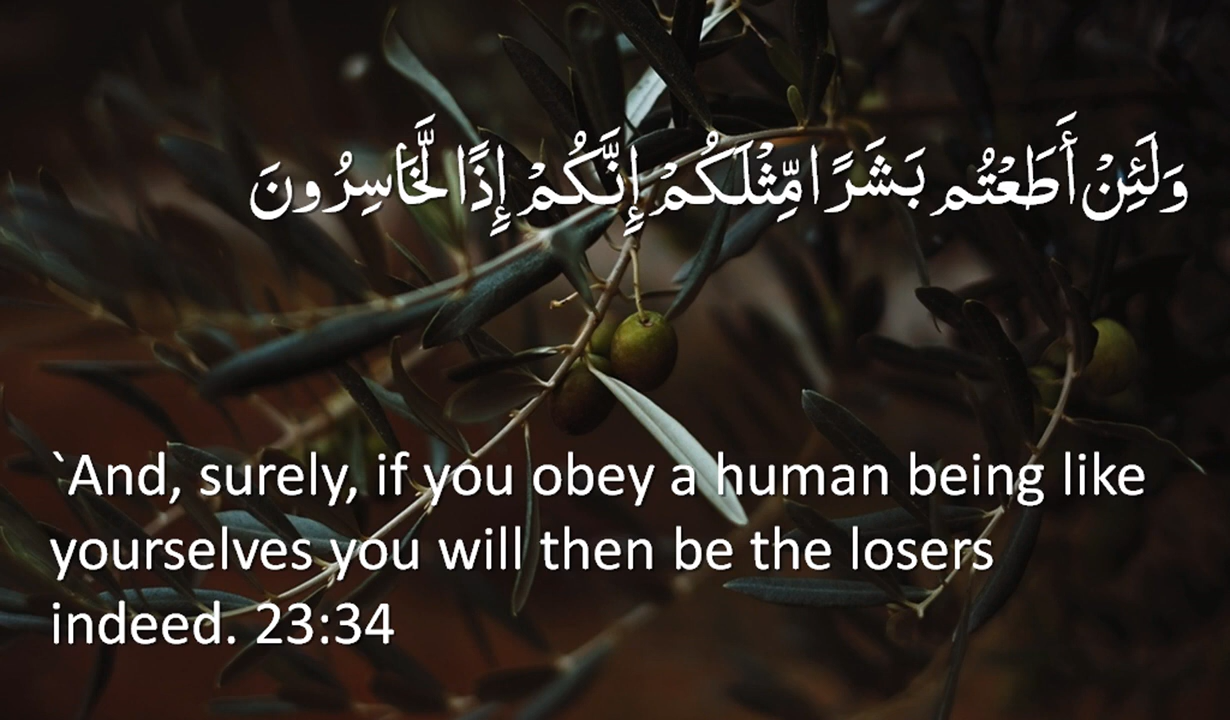 وَلَئِنْ أَطَعْتُم بَشَرًا مِّثْلَكُمْ إِنَّكُمْ إِذًا لَّخَاسِرُونَ
`And, surely, if you obey a human being like
yourselves you will then be the losers
indeed. 23:34